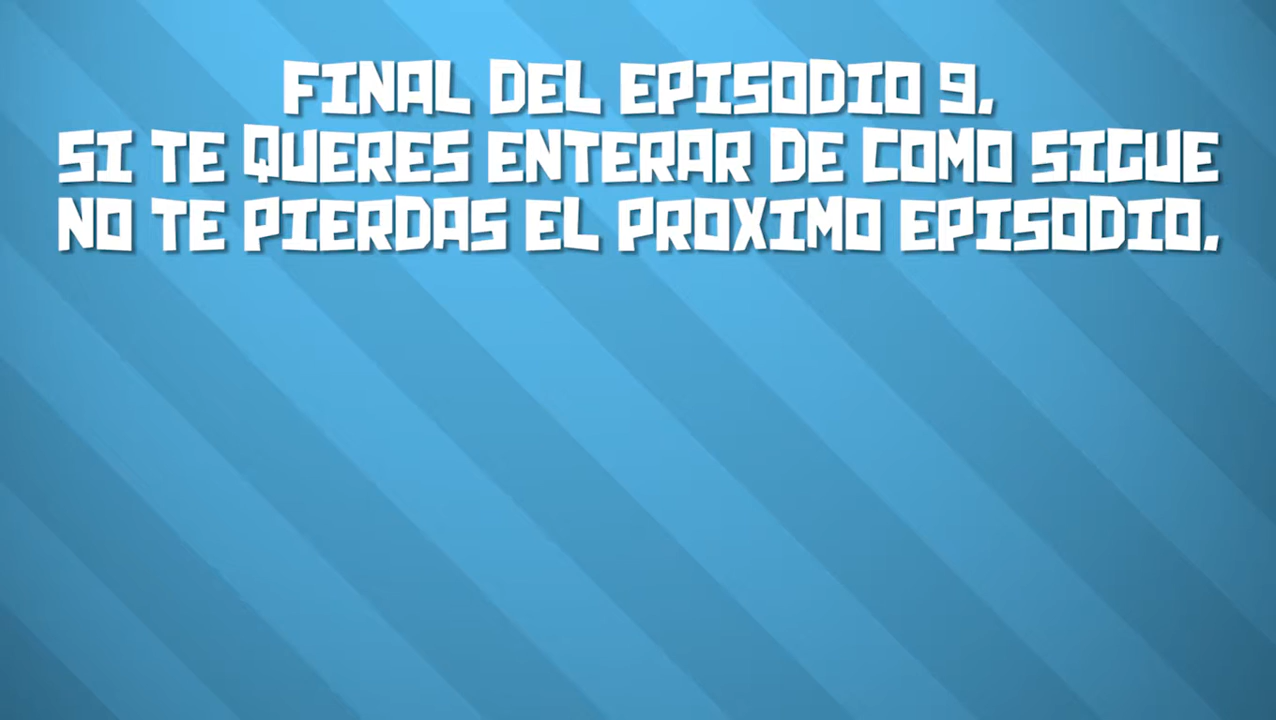 FINAL DEL EPISODIO 9,
SI TE QUERES ENTERAR DE COMO SIGUE
NO TE PIERDAS EL PROXIMO EPISODIO,